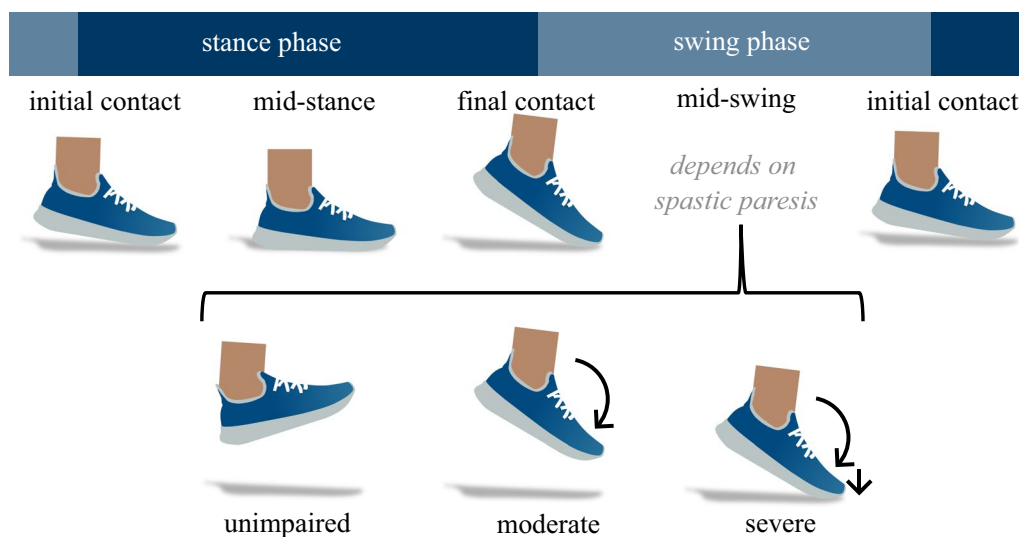 stance phase
swing phase
initial contact
mid-stance
final contact
mid-swing
initial contact
depends on
spastic paresis
unimpaired
moderate
severe